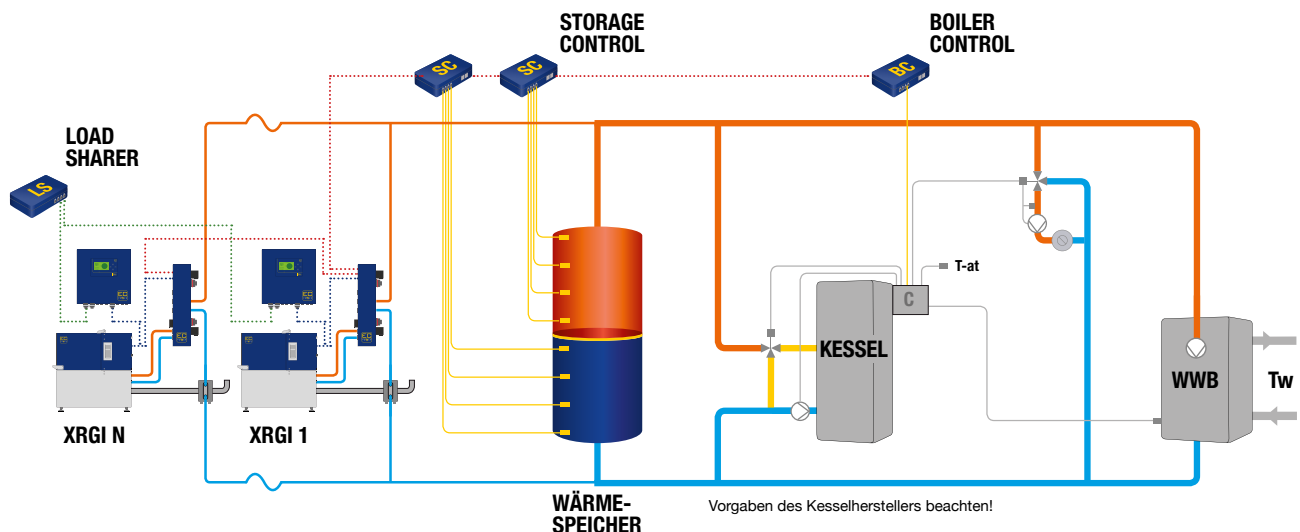 STORAGE
CONTROL
BOILER
CONTROL
SC
SC
BC
LOAD
SHARER
LS
T-at
C
KESSEL
WWB
Tw
XRGI N
XRGI 1
WÄRME-
SPEICHER
Vorgaben des Kesselherstellers beachten!